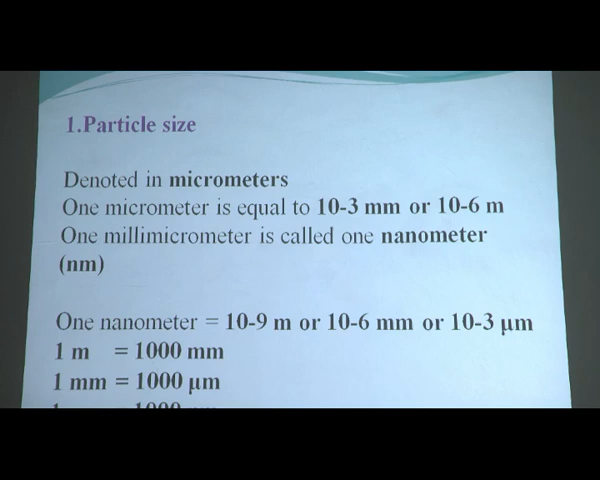 1.Particle size
Denoted in micrometers
One micrometer is equal to 10-3 mm or 10-6 m
One millimicrometer is called one nanometer
(nm)
One nanometer = 10-9 m or 10-6 mm or 10-3 μm
1 m = 1000 mm
1 mm = 1000 μm